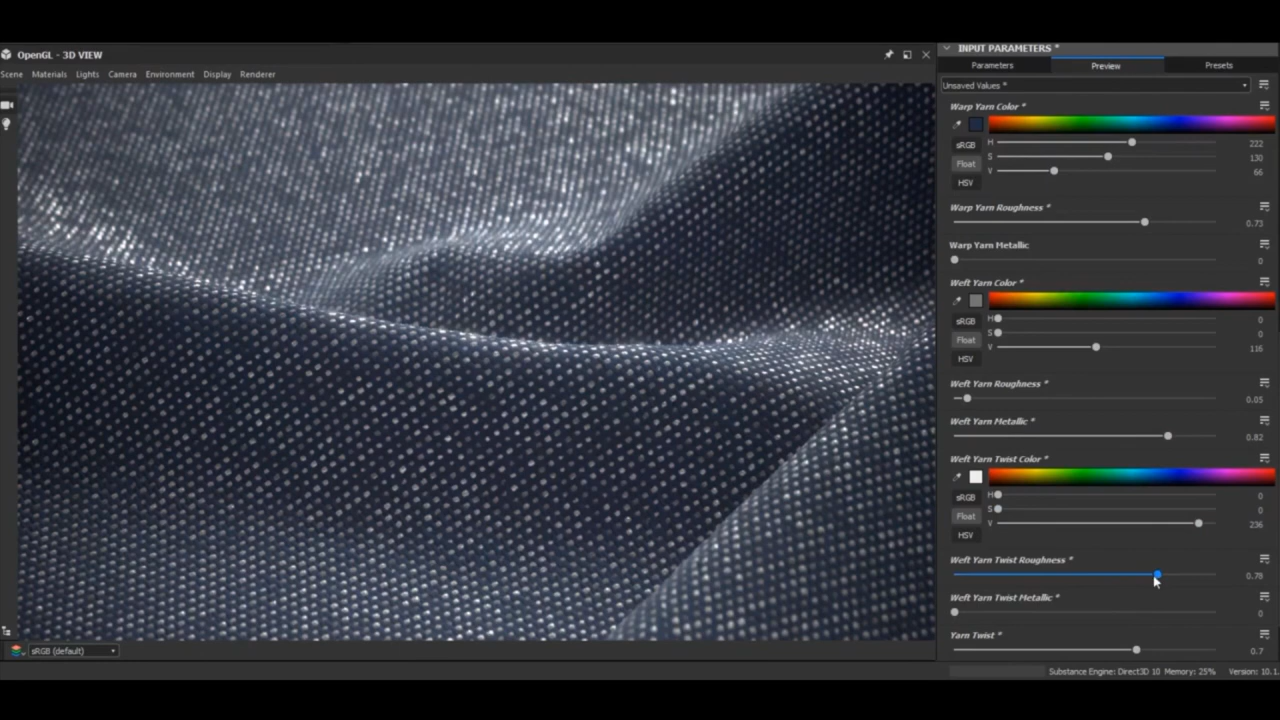 OpenGL - 3D VIEW
Scene Materials Lights Camera Environment Display Renderer
sRGB (default)
INPUT PARAMETERS *
Parameters Preview Presets
Unsaved Values *
Warp Yarn Color *
sRGB
Float
HSV
H 222
S 130
V 66
Warp Yarn Roughness *
0.73
Warp Yarn Metallic
0
Weft Yarn Color *
sRGB
Float
HSV
H 0
S 0
V 116
Weft Yarn Roughness *
0.05
Weft Yarn Metallic *
0.82
Weft Yarn Twist Color *
sRGB
Float
HSV
H 0
S 0
V 236
Weft Yarn Twist Roughness *
0.78
Weft Yarn Twist Metallic *
0
Yarn Twist *
0.7
Substance Engine: Direct3D 10 Memory: 25% Version: 10.1.